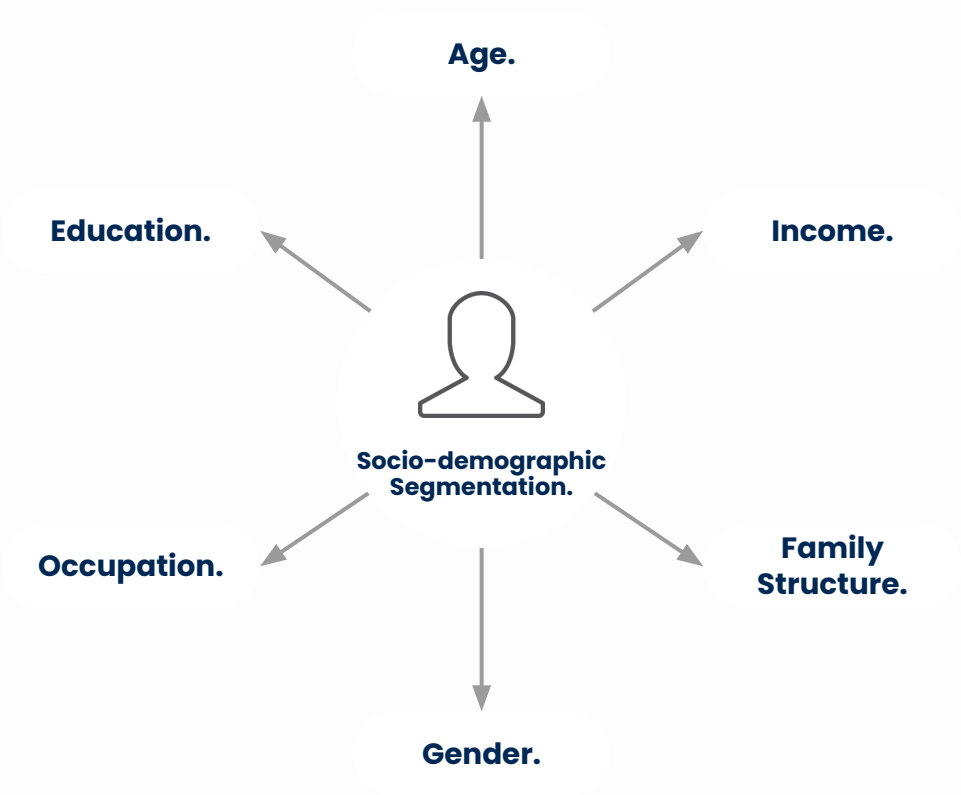 Age.
Education.
Income.
Socio-demographic
Segmentation.
Occupation.
Family
Structure.
Gender.